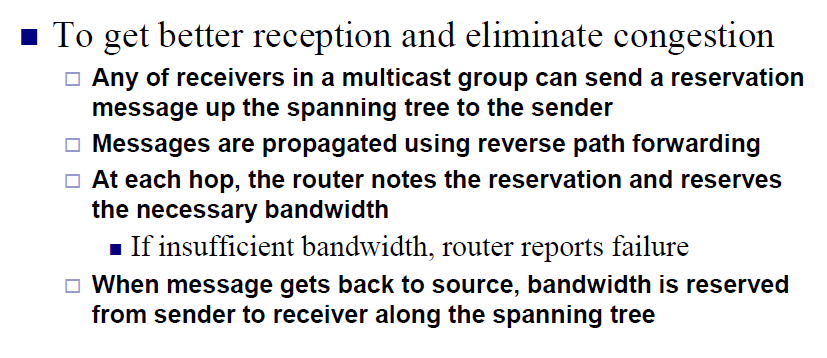 To get better reception and eliminate congestion
Any of receivers in a multicast group can send a reservation
message up the spanning tree to the sender
Messages are propagated using reverse path forwarding
At each hop, the router notes the reservation and reserves
the necessary bandwidth
If insufficient bandwidth, router reports failure
When message gets back to source, bandwidth is reserved
from sender to receiver along the spanning tree